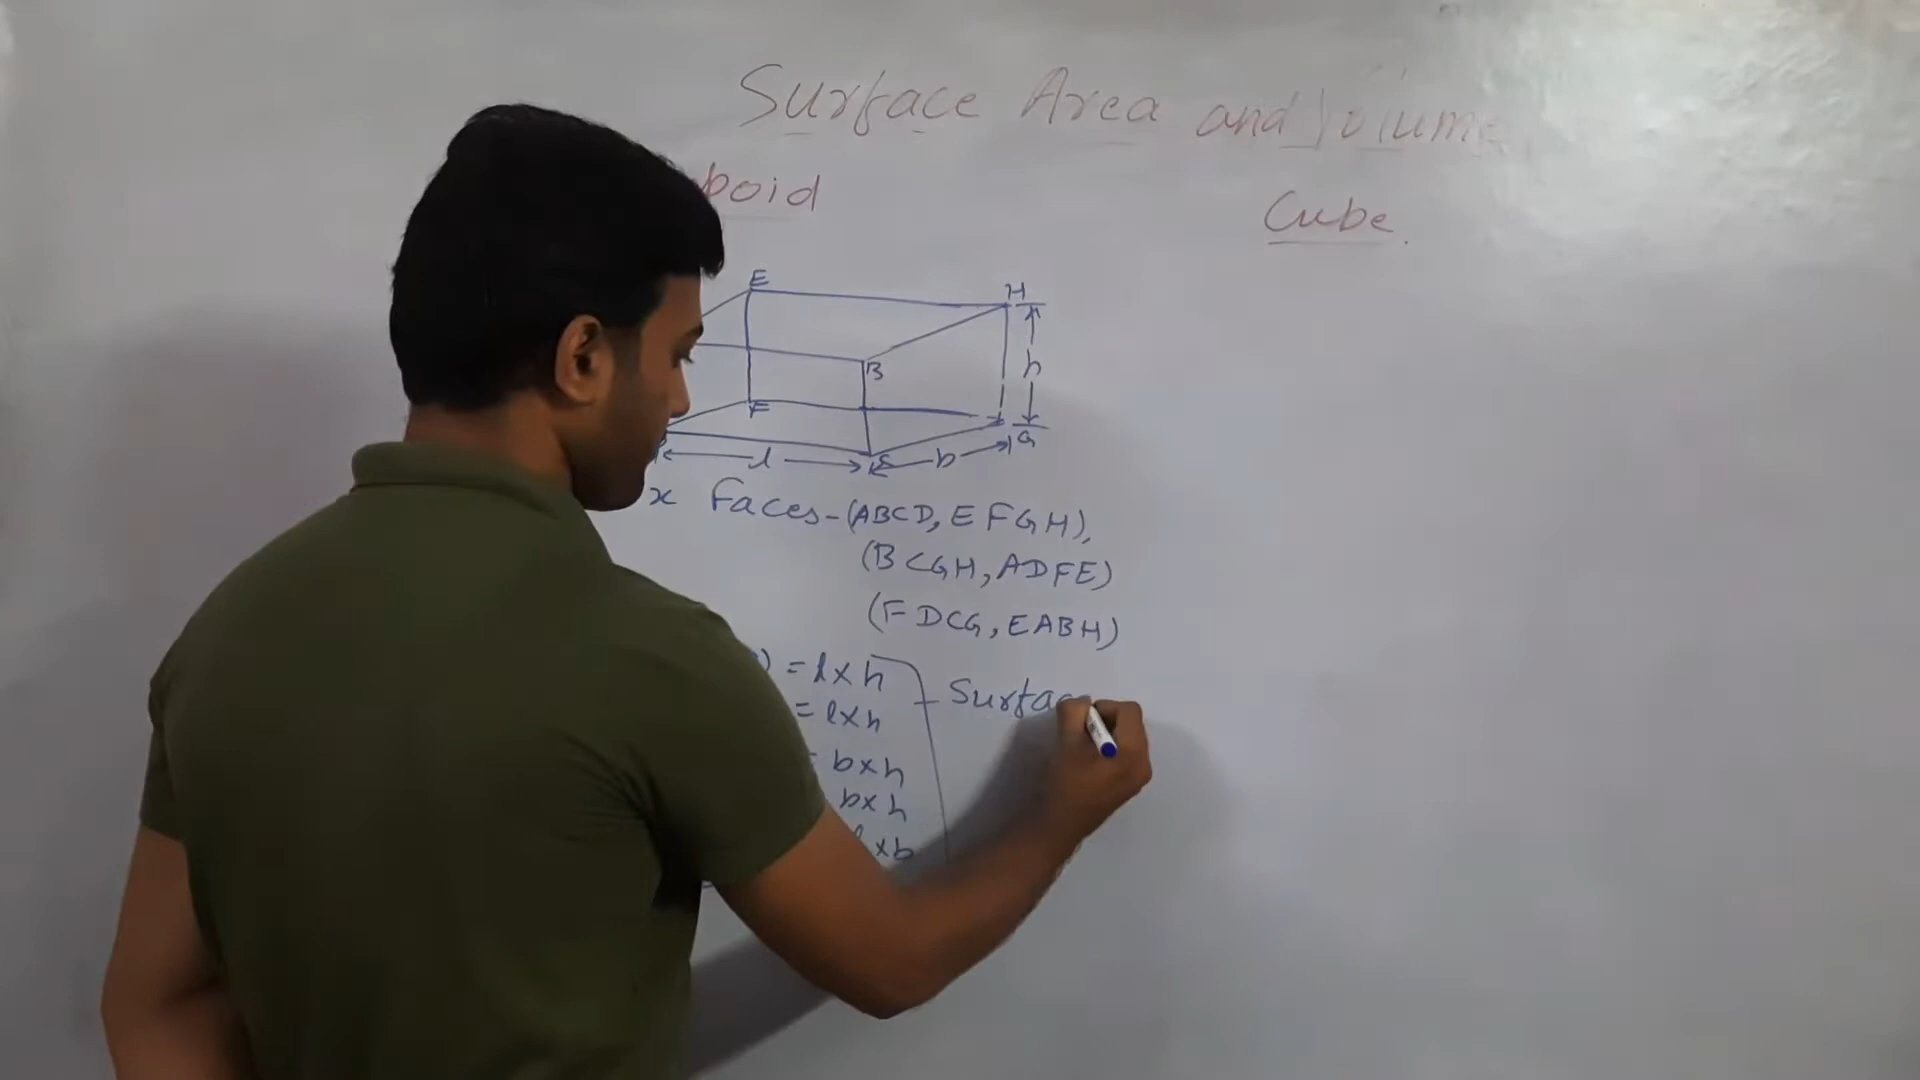 Surface Area and Volume
boid
Cube.
E
H
h
B
F
G
l
b
x Faces-(ABCD, EFGH),
(BCGH, ADFE)
(FDCG, EABH)
) = l x h
= l x h
Surfac
= b x h
b x h
l x b